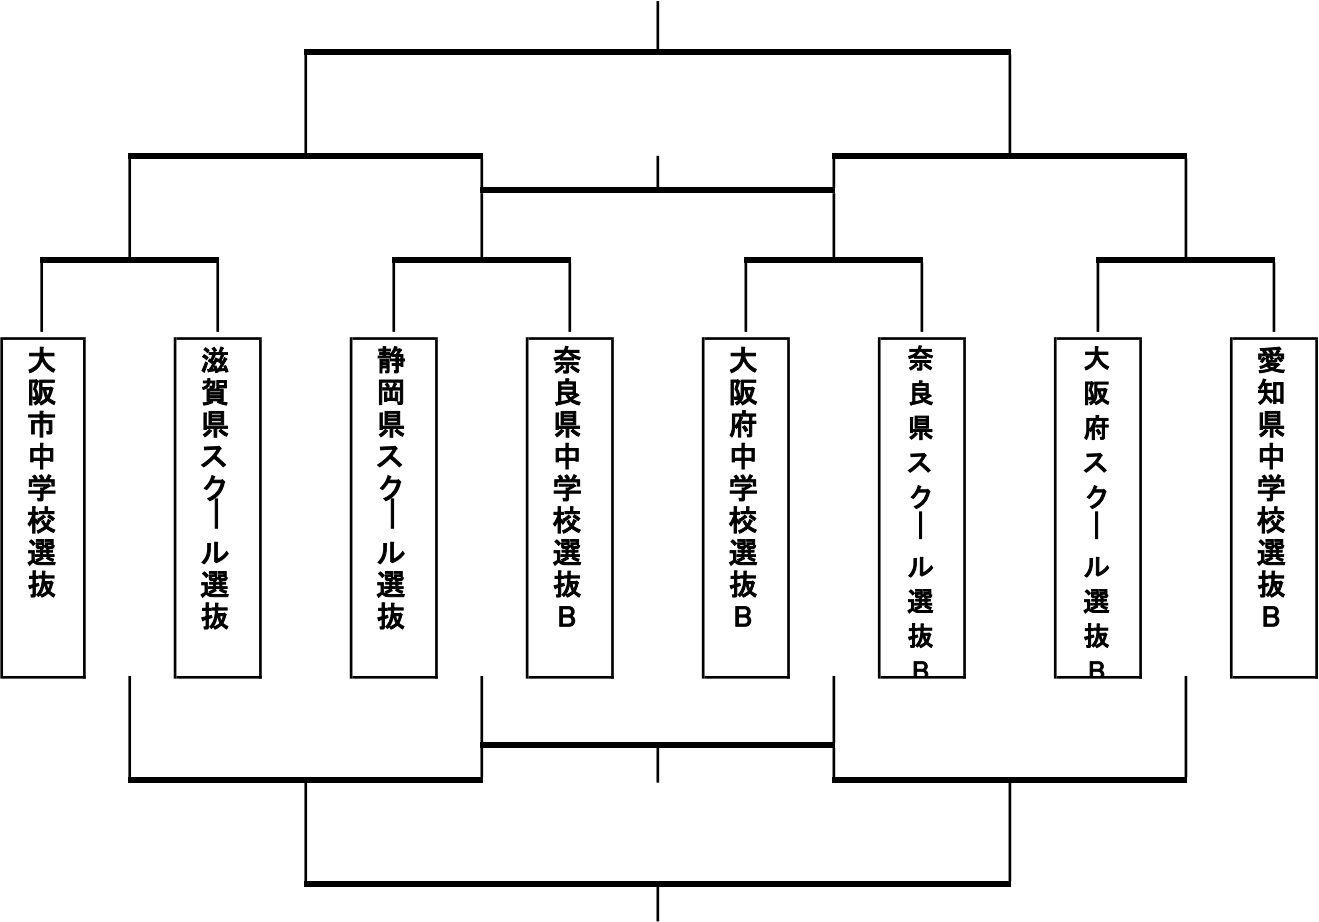 大阪市中学校選抜
滋賀県スクール選抜
静岡県スクール選抜
奈良県中学校選抜B
大阪府中学校選抜B
奈良県スクール選抜B
大阪府スクール選抜B
愛知県中学校選抜B